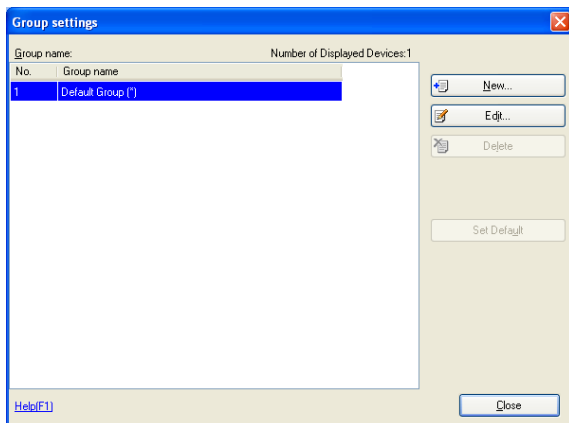 Group settings
Group name: Number of Displayed Devices:1
No. Group name
1 Default Group (*)
New...
Edit...
Delete
Set Default
Help(F1)
Close